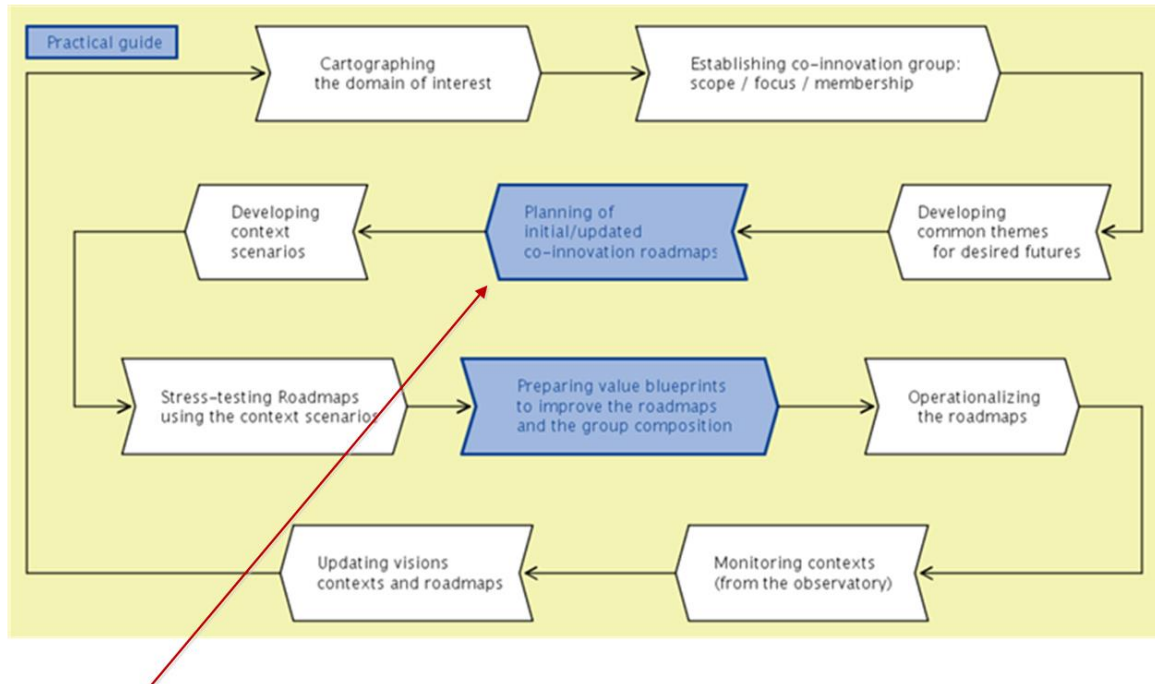 Practical guide
Cartographing
the domain of interest
Establishing co-innovation group:
scope / focus / membership
Developing
common themes
for desired futures
Planning of
initial/updated
co-innovation roadmaps
Developing
context
scenarios
Stress-testing Roadmaps
using the context scenarios
Preparing value blueprints
to improve the roadmaps
and the group composition
Operationalizing
the roadmaps
Monitoring contexts
(from the observatory)
Updating visions
contexts and roadmaps